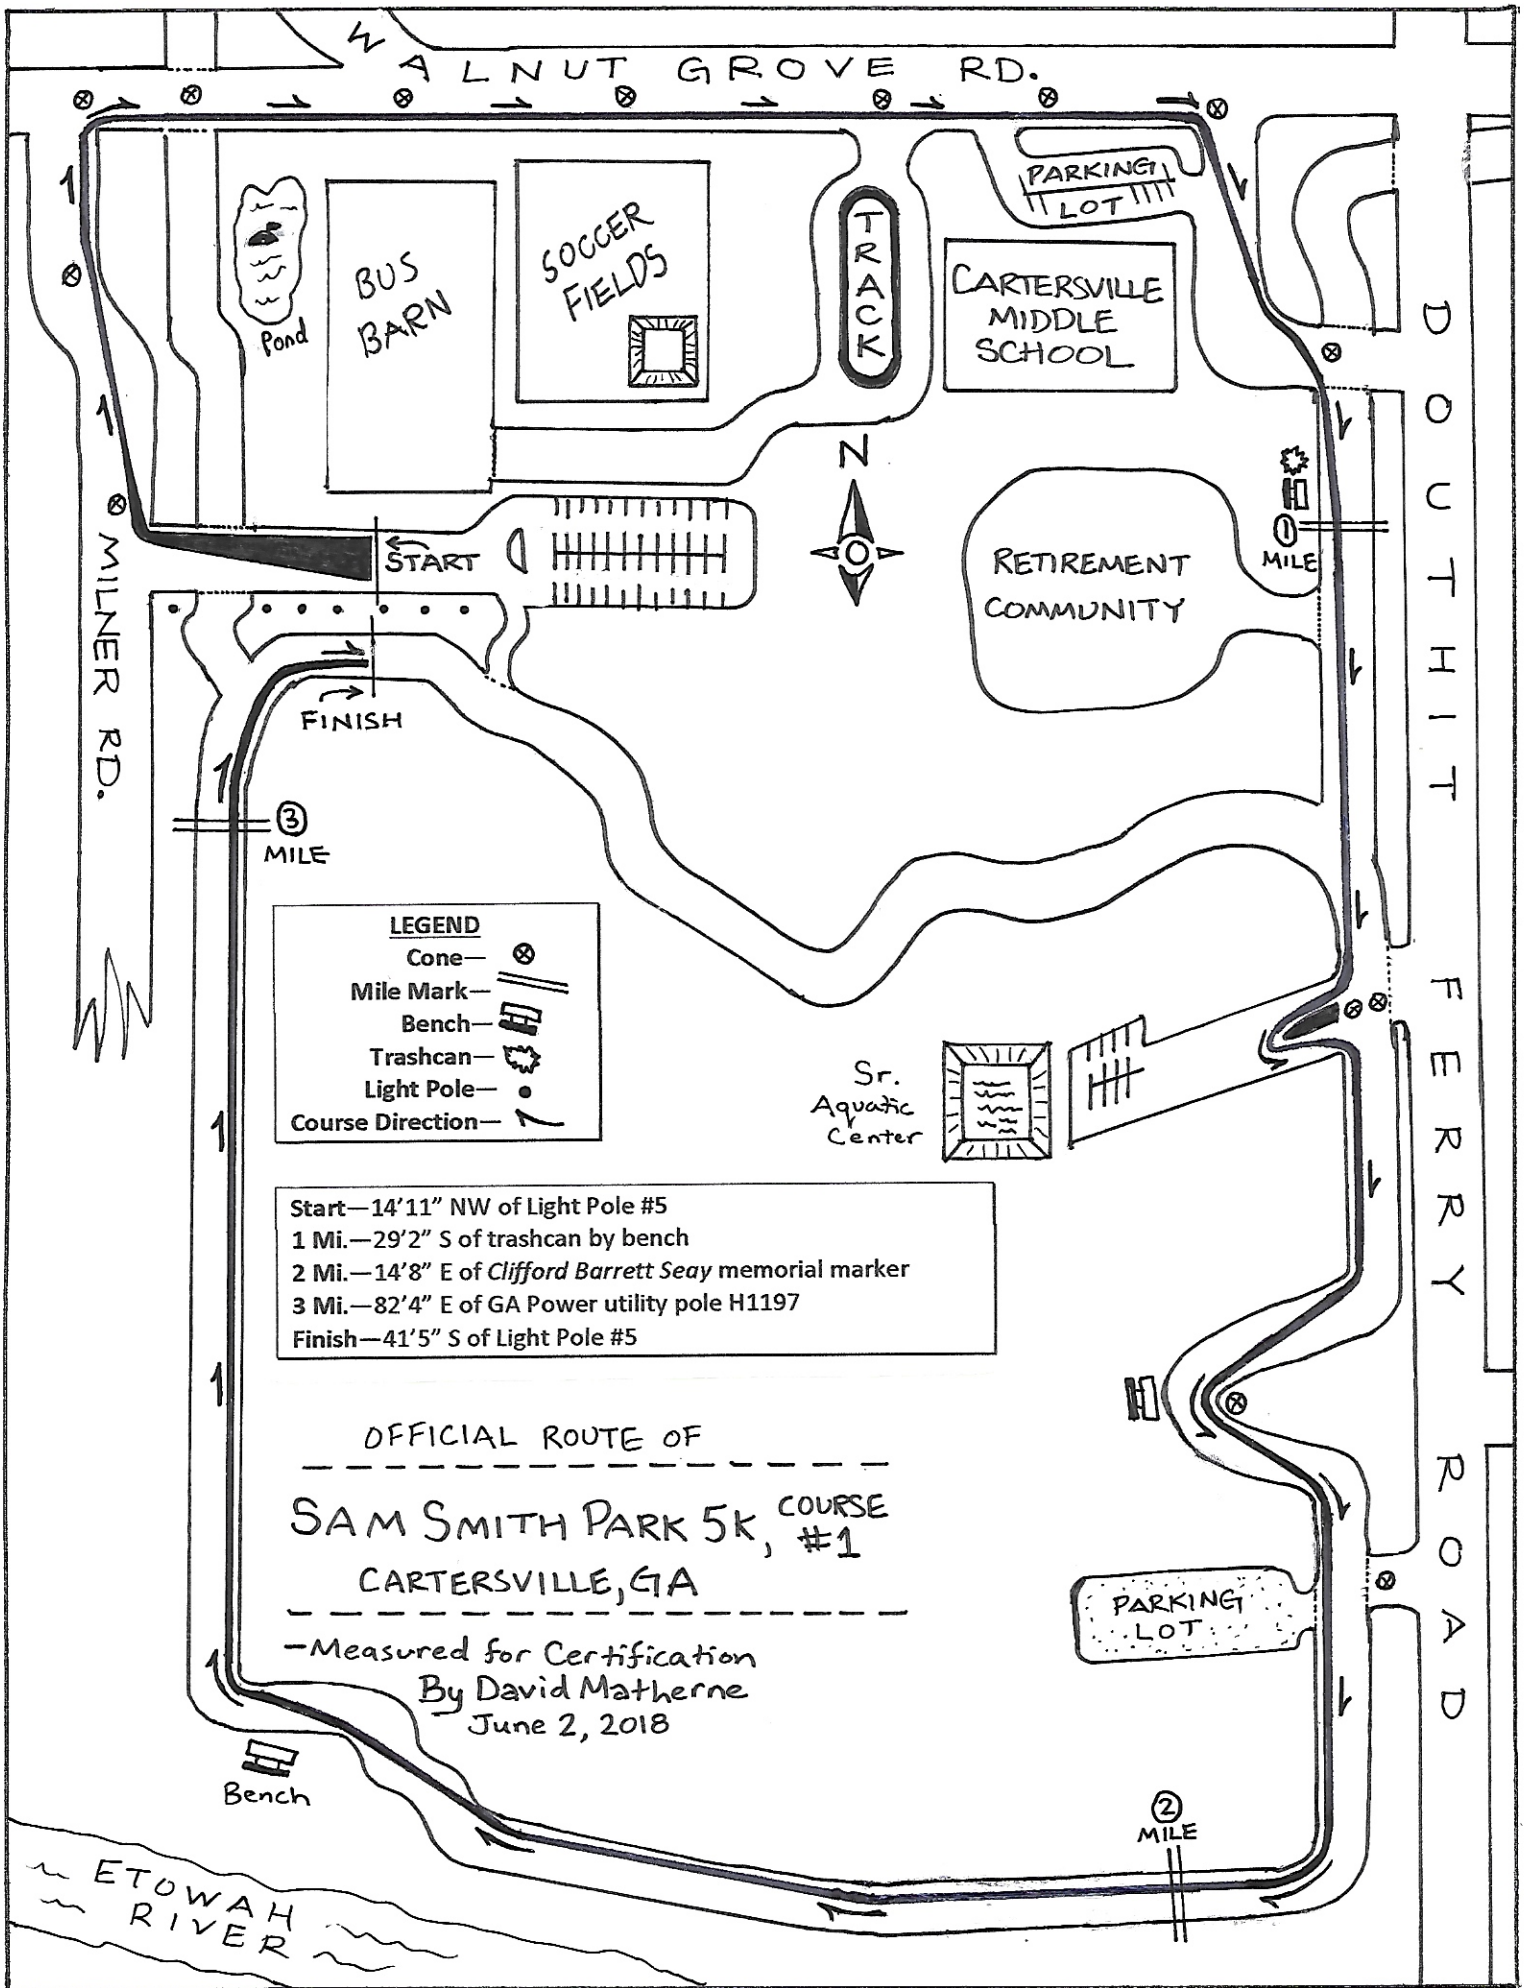 WALNUT GROVE RD.
PARKING
LOT
TRACK
SOCCER
FIELDS
BUS
BARN
Pond
CARTERSVILLE
MIDDLE
SCHOOL
N
START
1
MILE
RETIREMENT
COMMUNITY
MILNER RD.
DOUTHIT FERRY ROAD
FINISH
3
MILE
LEGEND
Cone—
Mile Mark—
Bench—
Trashcan—
Light Pole—
Course Direction—
Sr.
Aquatic
Center
Start—14'11" NW of Light Pole #5
1 Mi.—29'2" S of trashcan by bench
2 Mi.—14'8" E of Clifford Barrett Seay memorial marker
3 Mi.—82'4" E of GA Power utility pole H1197
Finish—41'5" S of Light Pole #5
OFFICIAL ROUTE OF
SAM SMITH PARK 5K, COURSE #1
CARTERSVILLE, GA
-Measured for Certification
By David Matherne
June 2, 2018
PARKING
LOT
Bench
2
MILE
ETOWAH
RIVER